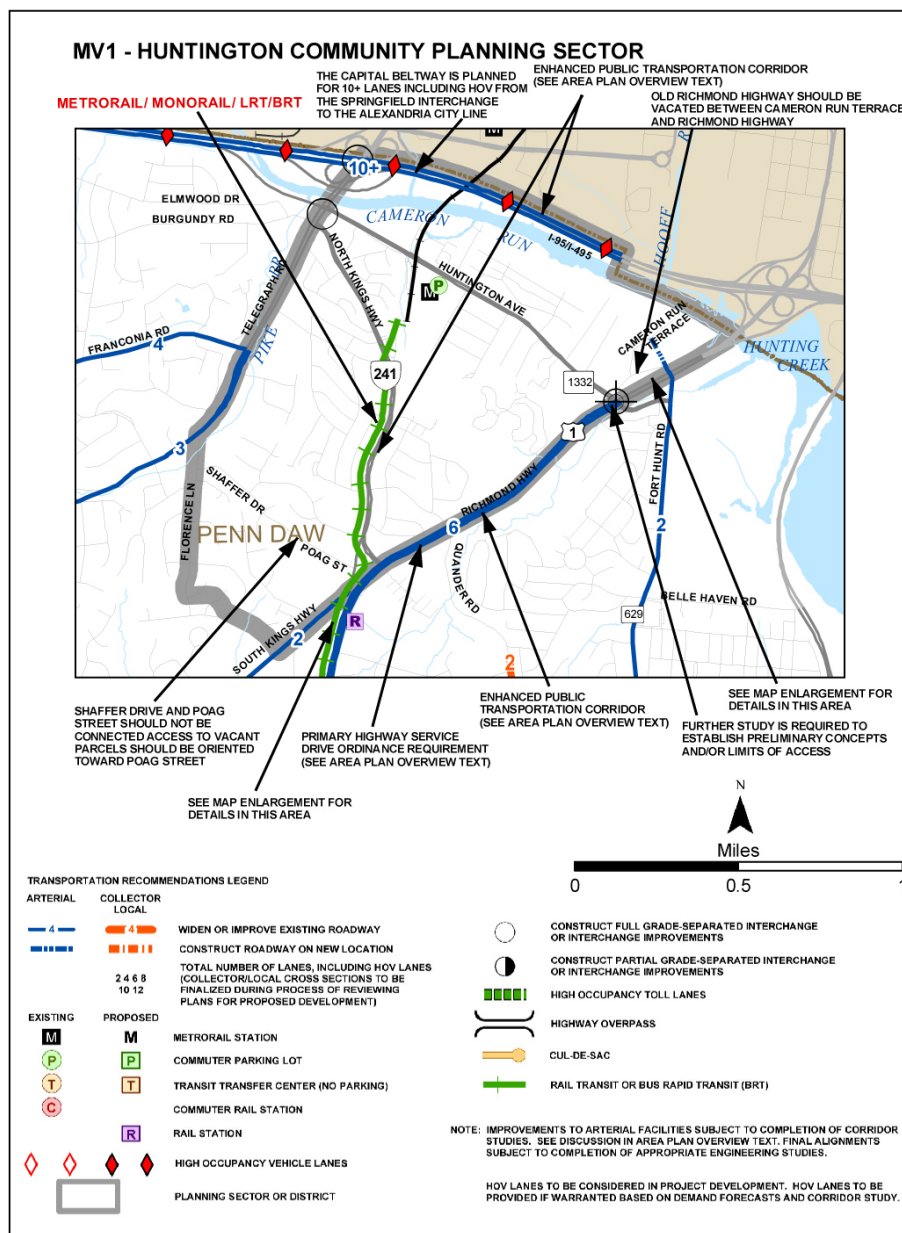 MV1 - HUNTINGTON COMMUNITY PLANNING SECTOR
METRORAIL/ MONORAIL/ LRT/BRT
THE CAPITAL BELTWAY IS PLANNED
FOR 10+ LANES INCLUDING HOV FROM
THE SPRINGFIELD INTERCHANGE
TO THE ALEXANDRIA CITY LINE
ENHANCED PUBLIC TRANSPORTATION CORRIDOR
(SEE AREA PLAN OVERVIEW TEXT)
OLD RICHMOND HIGHWAY SHOULD BE
VACATED BETWEEN CAMERON RUN TERRACE
AND RICHMOND HIGHWAY
M
10+
ELMWOOD DR
BURGUNDY RD
CAMERON
RUN
I-95/I-495
HOOFF
R
TELEGRAPH RD
PIKE
BR
NORTH KINGS HWY
HUNTINGTON AVE
M
P
CAMERON RUN
TERRACE
HUNTING
CREEK
FRANCONIA RD
4
241
1332
1
3
SHAFFER DR
FLORENCE LN
PENN DAW
POAG ST
RICHMOND HWY
6
QUANDER RD
FORT HUNT RD
2
BELLE HAVEN RD
629
SOUTH KINGS HWY
2
R
2
SHAFFER DRIVE AND POAG
STREET SHOULD NOT BE
CONNECTED ACCESS TO VACANT
PARCELS SHOULD BE ORIENTED
TOWARD POAG STREET
PRIMARY HIGHWAY SERVICE
DRIVE ORDINANCE REQUIREMENT
(SEE AREA PLAN OVERVIEW TEXT)
ENHANCED PUBLIC
TRANSPORTATION CORRIDOR
(SEE AREA PLAN OVERVIEW TEXT)
SEE MAP ENLARGEMENT FOR
DETAILS IN THIS AREA
FURTHER STUDY IS REQUIRED TO
ESTABLISH PRELIMINARY CONCEPTS
AND/OR LIMITS OF ACCESS
SEE MAP ENLARGEMENT FOR
DETAILS IN THIS AREA
N
Miles
0 0.5 1
TRANSPORTATION RECOMMENDATIONS LEGEND
ARTERIAL COLLECTOR
LOCAL
4 4 WIDEN OR IMPROVE EXISTING ROADWAY
CONSTRUCT ROADWAY ON NEW LOCATION
2 4 6 8
10 12
TOTAL NUMBER OF LANES, INCLUDING HOV LANES
(COLLECTOR/LOCAL CROSS SECTIONS TO BE
FINALIZED DURING PROCESS OF REVIEWING
PLANS FOR PROPOSED DEVELOPMENT)
EXISTING PROPOSED
M M METRORAIL STATION
P P COMMUTER PARKING LOT
T T TRANSIT TRANSFER CENTER (NO PARKING)
C COMMUTER RAIL STATION
R RAIL STATION
HIGH OCCUPANCY VEHICLE LANES
PLANNING SECTOR OR DISTRICT
CONSTRUCT FULL GRADE-SEPARATED INTERCHANGE
OR INTERCHANGE IMPROVEMENTS
CONSTRUCT PARTIAL GRADE-SEPARATED INTERCHANGE
OR INTERCHANGE IMPROVEMENTS
HIGH OCCUPANCY TOLL LANES
HIGHWAY OVERPASS
CUL-DE-SAC
RAIL TRANSIT OR BUS RAPID TRANSIT (BRT)
NOTE: IMPROVEMENTS TO ARTERIAL FACILITIES SUBJECT TO COMPLETION OF CORRIDOR
STUDIES. SEE DISCUSSION IN AREA PLAN OVERVIEW TEXT. FINAL ALIGNMENTS
SUBJECT TO COMPLETION OF APPROPRIATE ENGINEERING STUDIES.
HOV LANES TO BE CONSIDERED IN PROJECT DEVELOPMENT. HOV LANES TO BE
PROVIDED IF WARRANTED BASED ON DEMAND FORECASTS AND CORRIDOR STUDY.